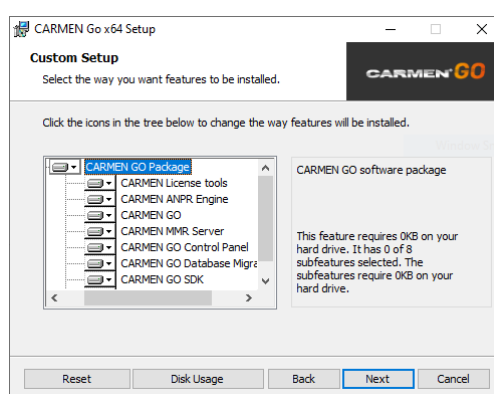 CARMEN Go x64 Setup
Custom Setup
Select the way you want features to be installed.
CARMEN GO
Click the icons in the tree below to change the way features will be installed.
CARMEN GO Package
CARMEN License tools
CARMEN ANPR Engine
CARMEN GO
CARMEN MMR Server
CARMEN GO Control Panel
CARMEN GO Database Migra
CARMEN GO SDK
CARMEN GO software package
This feature requires 0KB on your
hard drive. It has 0 of 8
subfeatures selected. The
subfeatures require 0KB on your
hard drive.
Reset
Disk Usage
Back
Next
Cancel